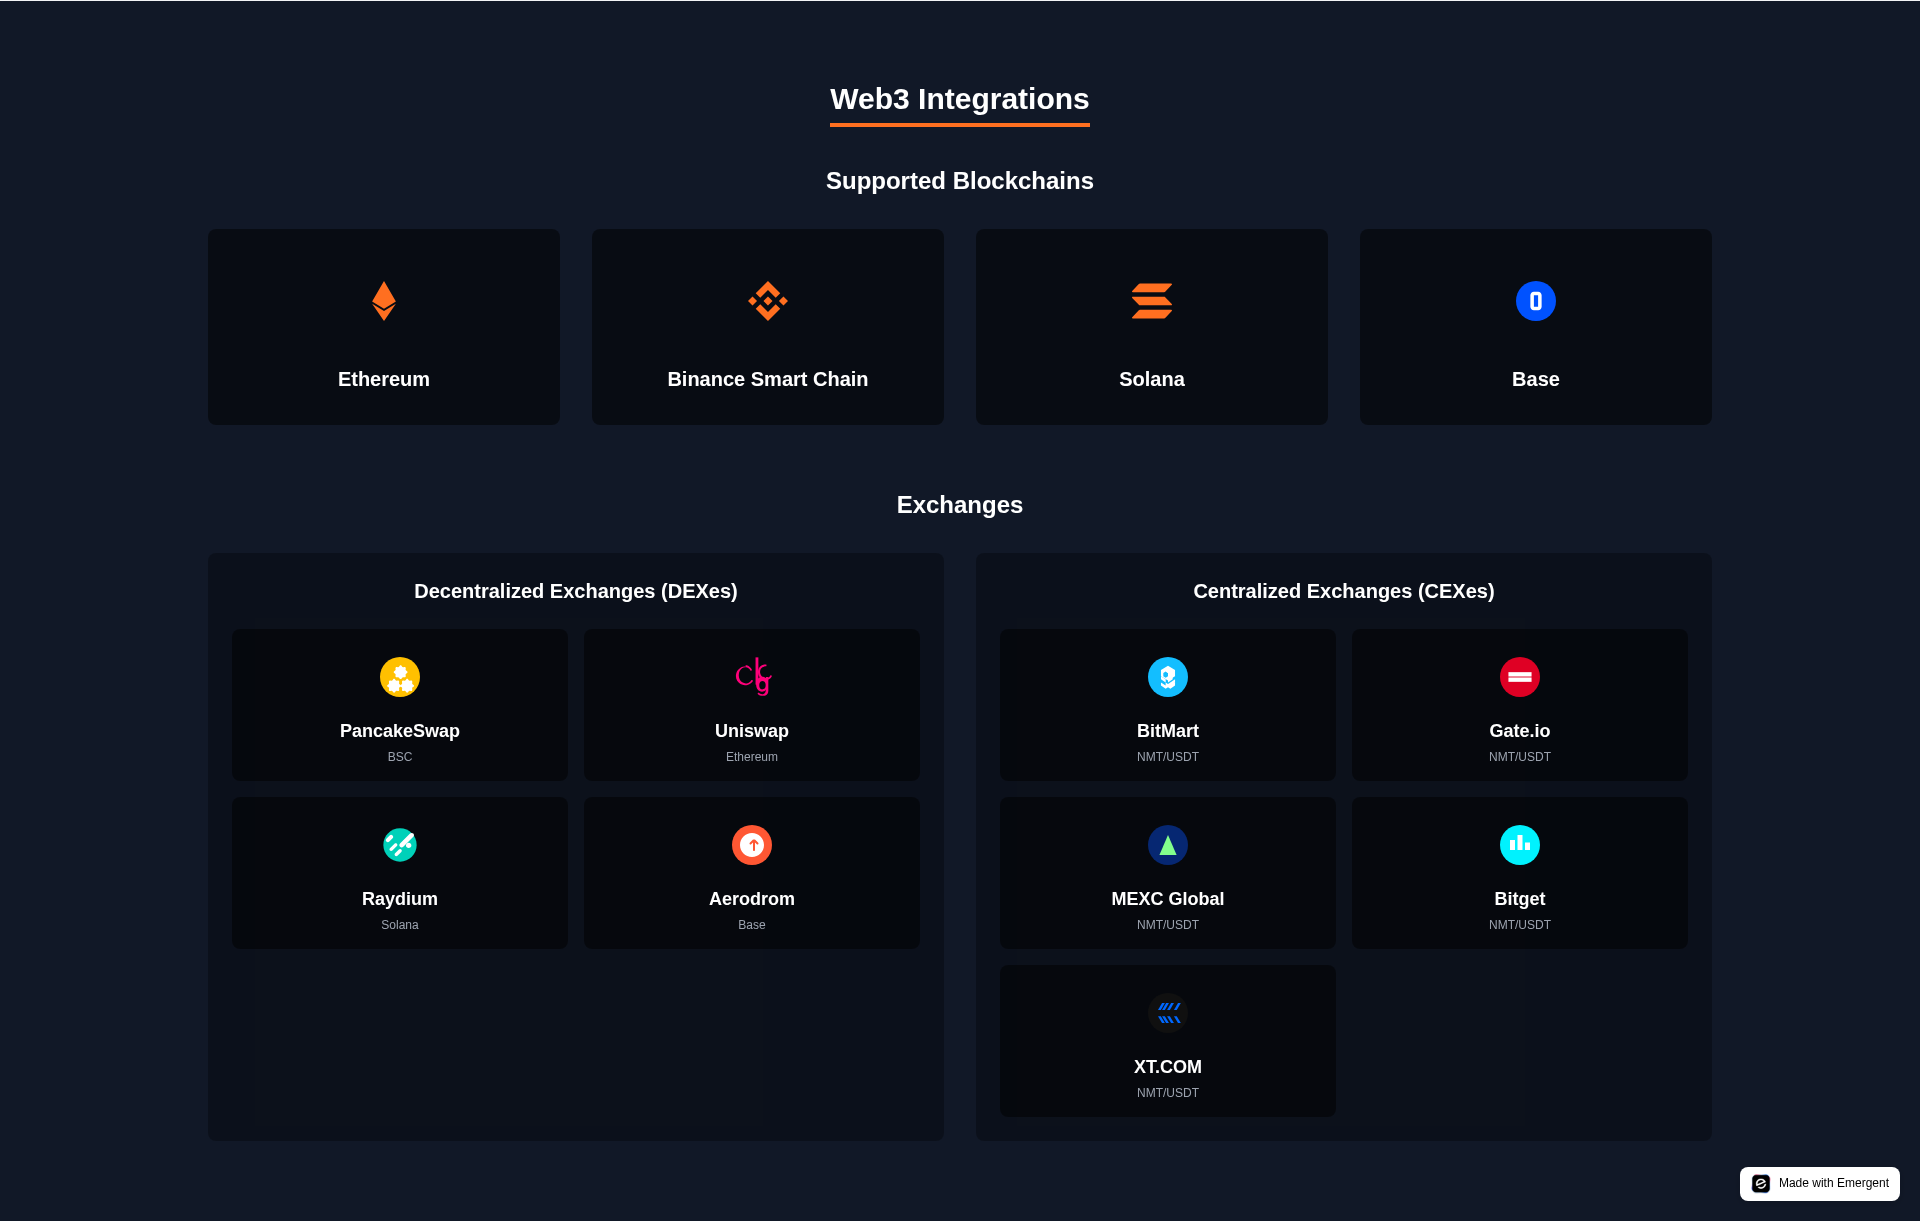 Web3 Integrations
Supported Blockchains
Ethereum
Binance Smart Chain
Solana
Base
Exchanges
Decentralized Exchanges (DEXes)
PancakeSwap
BSC
Uniswap
Ethereum
Raydium
Solana
Aerodrom
Base
Centralized Exchanges (CEXes)
BitMart
NMT/USDT
Gate.io
NMT/USDT
MEXC Global
NMT/USDT
Bitget
NMT/USDT
XT.COM
NMT/USDT
Made with Emergent